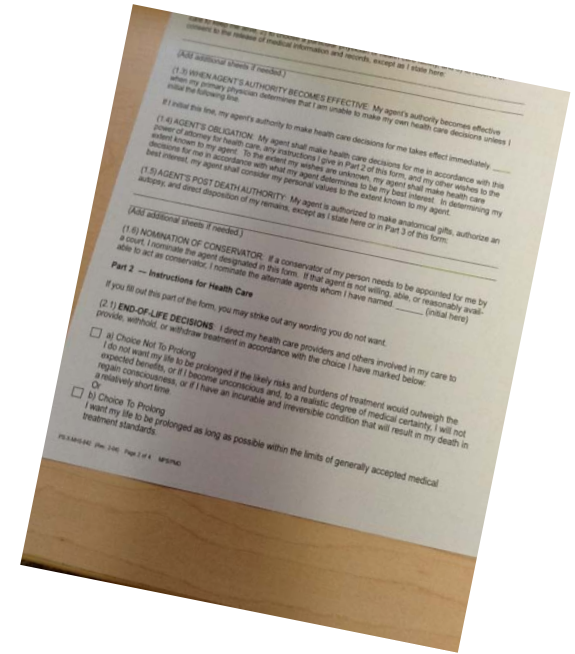 consent to the release of medical information and records, except as I state here:
(Add additional sheets if needed.)
(1.3) WHEN AGENT'S AUTHORITY BECOMES EFFECTIVE: My agent's authority becomes effective
when my primary physician determines that I am unable to make my own health care decisions unless I
initial the following line.
If I initial this line, my agent's authority to make health care decisions for me takes effect immediately. ____
(1.4) AGENT'S OBLIGATION: My agent shall make health care decisions for me in accordance with this
power of attorney for health care, any instructions I give in Part 2 of this form, and my other wishes to the
extent known to my agent. To the extent my wishes are unknown, my agent shall make health care
decisions for me in accordance with what my agent determines to be my best interest. In determining my
best interest, my agent shall consider my personal values to the extent known to my agent.
(1.5) AGENT'S POST DEATH AUTHORITY: My agent is authorized to make anatomical gifts, authorize an
autopsy, and direct disposition of my remains, except as I state here or in Part 3 of this form:
(Add additional sheets if needed.)
(1.6) NOMINATION OF CONSERVATOR: If a conservator of my person needs to be appointed for me by
a court, I nominate the agent designated in this form. If that agent is not willing, able, or reasonably avail-
able to act as conservator, I nominate the alternate agents whom I have named. ______ (initial here)
Part 2 — Instructions for Health Care
If you fill out this part of the form, you may strike out any wording you do not want.
(2.1) END-OF-LIFE DECISIONS: I direct my health care providers and others involved in my care to
provide, withhold, or withdraw treatment in accordance with the choice I have marked below:
a) Choice Not To Prolong
I do not want my life to be prolonged if the likely risks and burdens of treatment would outweigh the
expected benefits, or if I become unconscious and, to a realistic degree of medical certainty, I will not
regain consciousness, or if I have an incurable and irreversible condition that will result in my death in
a relatively short time.
Or
b) Choice To Prolong
I want my life to be prolonged as long as possible within the limits of generally accepted medical
treatment standards.
Page 2 of 4